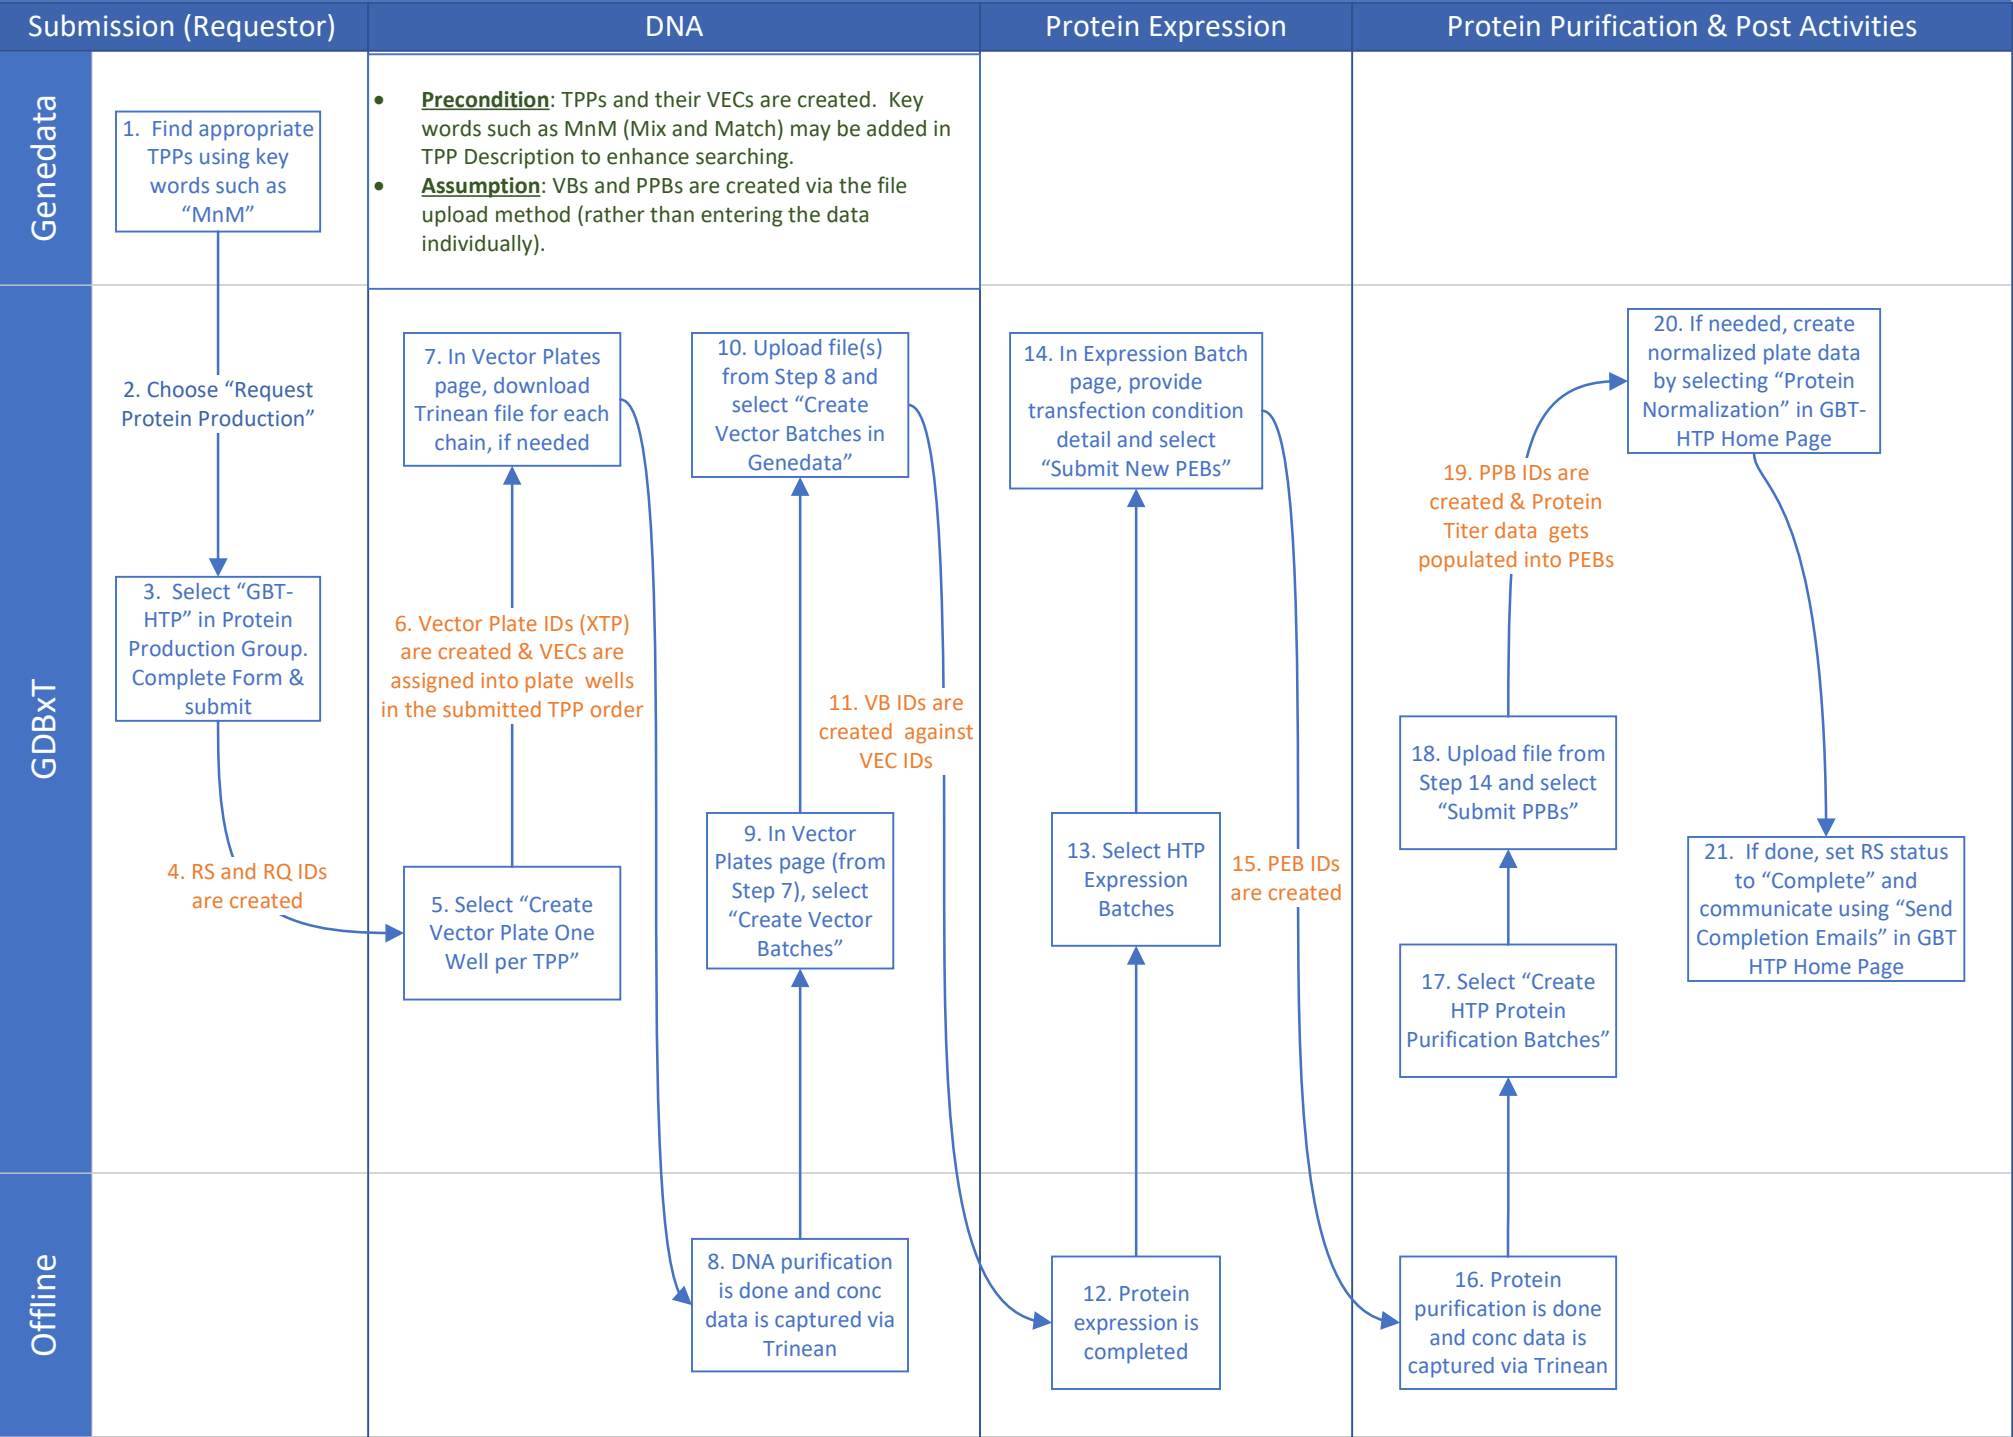 Submission (Requestor)
DNA
Protein Expression
Protein Purification & Post Activities
Genedata
1. Find appropriate
TPPs using key
words such as
“MnM”
• Precondition: TPPs and their VECs are created. Key
words such as MnM (Mix and Match) may be added in
TPP Description to enhance searching.
• Assumption: VBs and PPBs are created via the file
upload method (rather than entering the data
individually).
GDBxT
2. Choose “Request
Protein Production”
3. Select “GBT-
HTP” in Protein
Production Group.
Complete Form &
submit
4. RS and RQ IDs
are created
5. Select “Create
Vector Plate One
Well per TPP”
6. Vector Plate IDs (XTP)
are created & VECs are
assigned into plate wells
in the submitted TPP order
7. In Vector Plates
page, download
Trinean file for each
chain, if needed
Offline
8. DNA purification
is done and conc
data is captured via
Trinean
9. In Vector
Plates page (from
Step 7), select
“Create Vector
Batches”
10. Upload file(s)
from Step 8 and
select “Create
Vector Batches in
Genedata”
11. VB IDs are
created against
VEC IDs
12. Protein
expression is
completed
13. Select HTP
Expression
Batches
14. In Expression Batch
page, provide
transfection condition
detail and select
“Submit New PEBs”
15. PEB IDs
are created
16. Protein
purification is done
and conc data is
captured via Trinean
17. Select “Create
HTP Protein
Purification Batches”
18. Upload file from
Step 14 and select
“Submit PPBs”
19. PPB IDs are
created & Protein
Titer data gets
populated into PEBs
20. If needed, create
normalized plate data
by selecting “Protein
Normalization” in GBT-
HTP Home Page
21. If done, set RS status
to “Complete” and
communicate using “Send
Completion Emails” in GBT
HTP Home Page